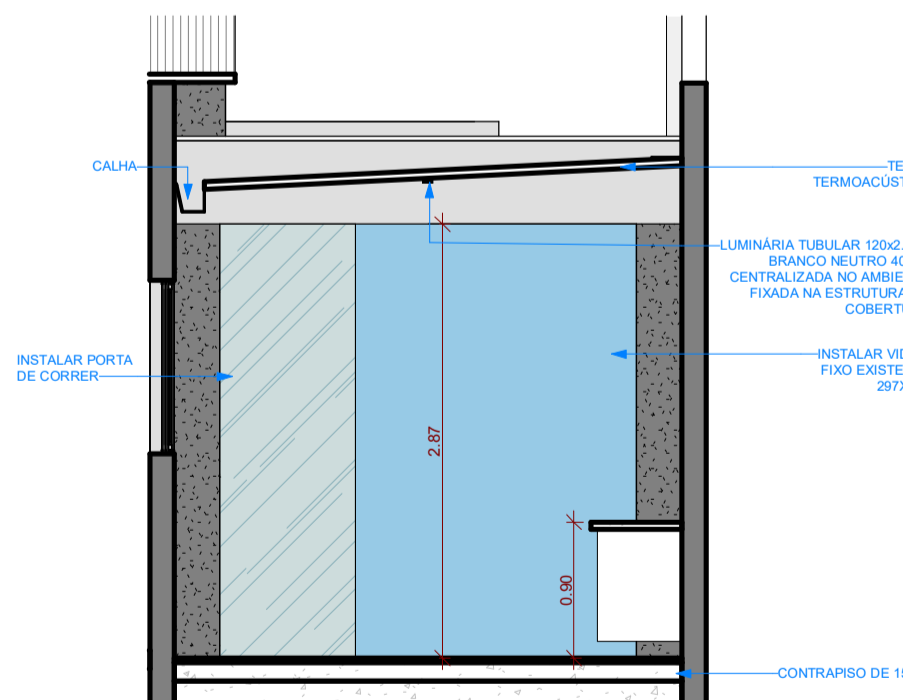 CALHA
TE
TERMOACÚST
LUMINÁRIA TUBULAR 120x2.
BRANCO NEUTRO 40
CENTRALIZADA NO AMBIE
FIXADA NA ESTRUTURA
COBERTU
INSTALAR PORTA
DE CORRER
INSTALAR VID
FIXO EXISTE
297X
2.87
0.90
CONTRAPISO DE 15